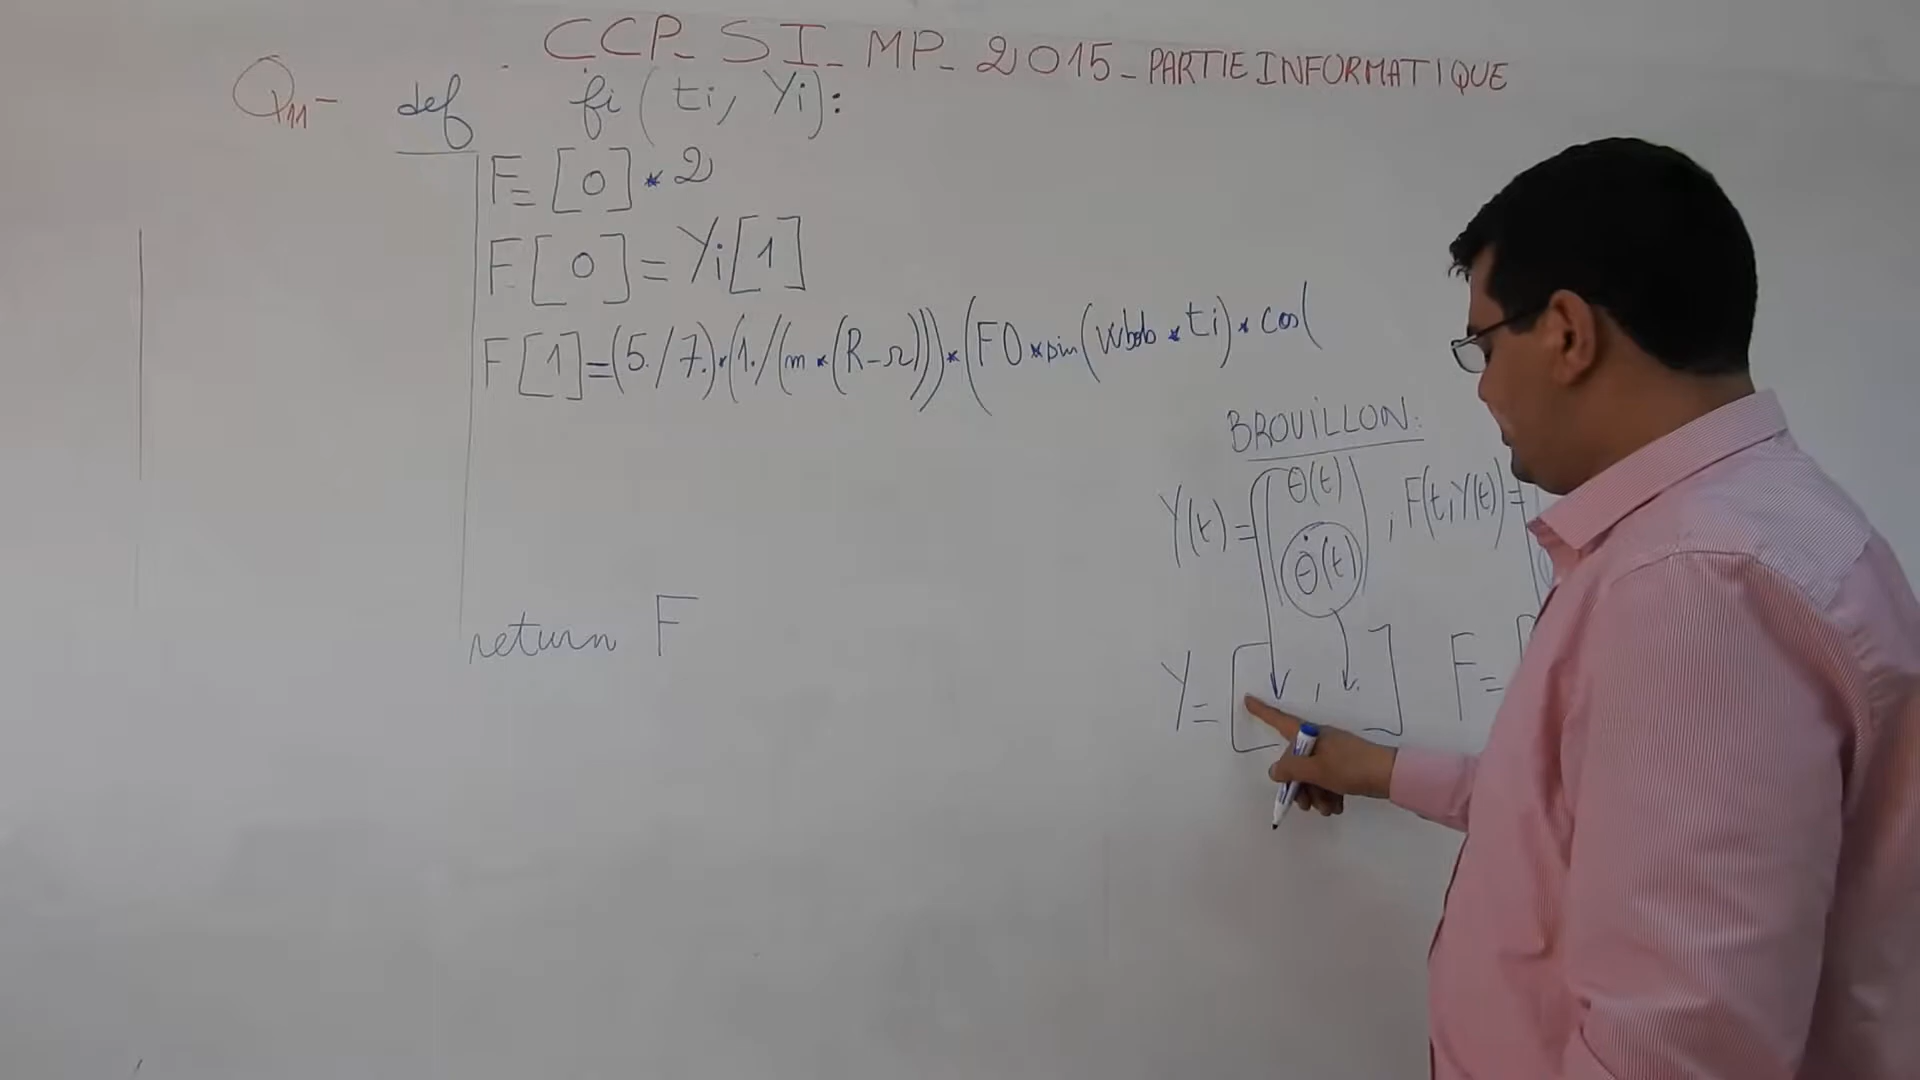 CCP_SI_MP_2015_PARTIE INFORMATIQUE
Q11- def fi(ti, Yi):
F=[0]*2
F[0]=Yi[1]
F[1]=(5./7.)*(1./(m*(R-r)))*(F0*sin(Wbob*ti)*cos(
return F
BROUILLON:
Y(t)=(θ(t) θ̇(t)), F(t,Y(t))=
Y=[ , ] F=[